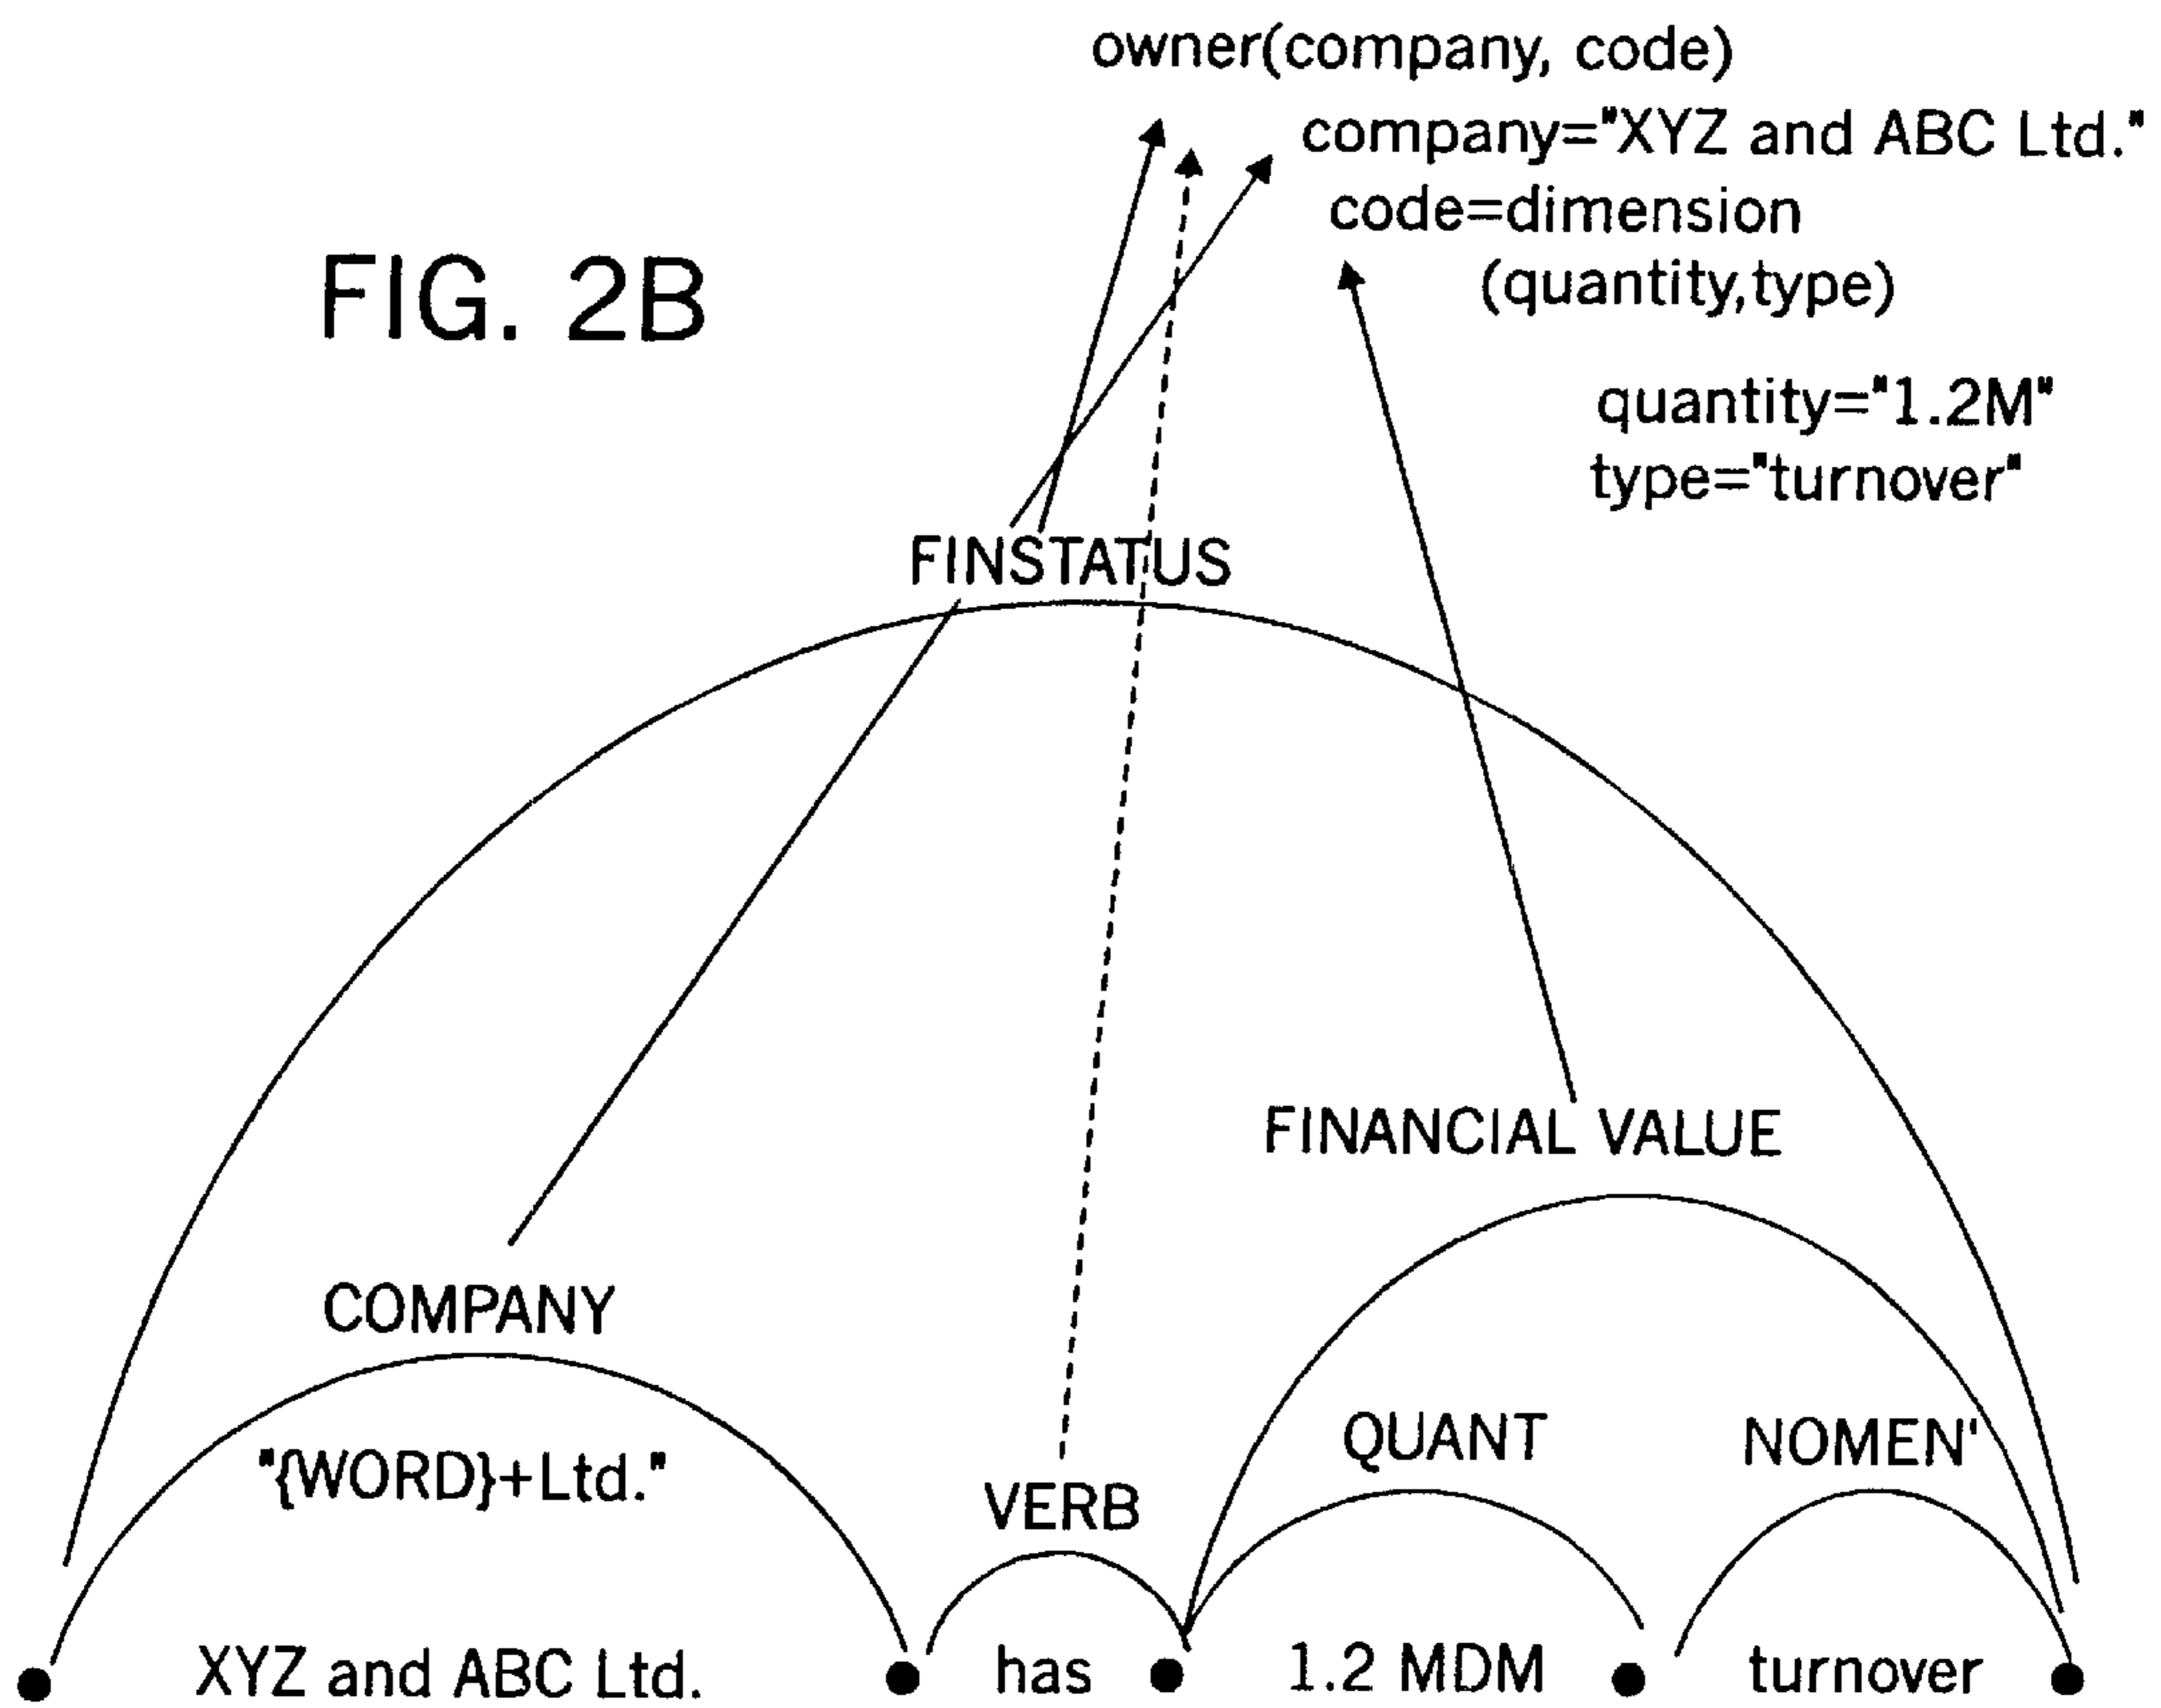 owner(company, code)
company="XYZ and ABC Ltd."
code=dimension
(quantity,type)
FIG. 2B
quantity="1.2M"
type="turnover"
FINSTATUS
FINANCIAL VALUE
COMPANY
QUANT
NOMEN'
"{WORD}+Ltd."
VERB
XYZ and ABC Ltd. has 1.2 MDM turnover